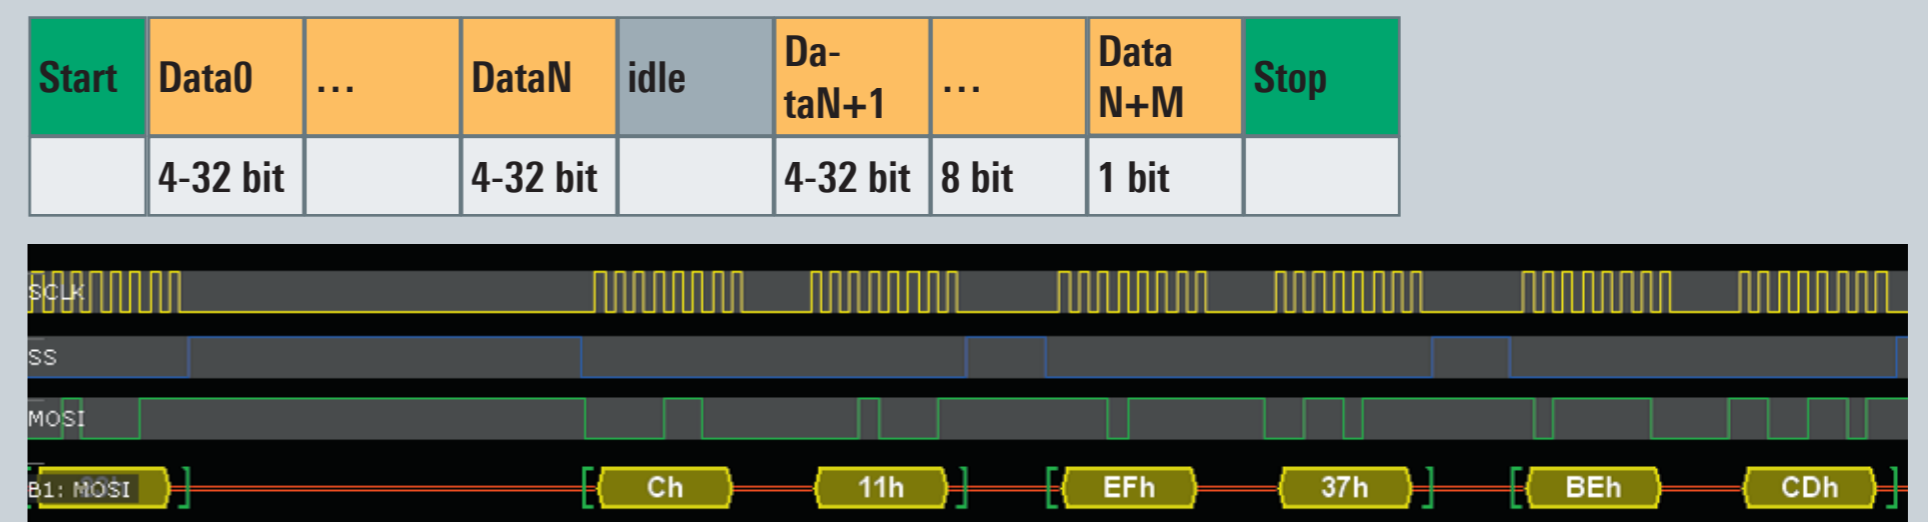 Start Data0 ... DataN idle Da- ... Data Stop
taN+1 N+M
4-32 bit 4-32 bit 4-32 bit 8 bit 1 bit
SCLK
SS
MOSI
B1: MOSI Ch 11h EFh 37h BEh CDh